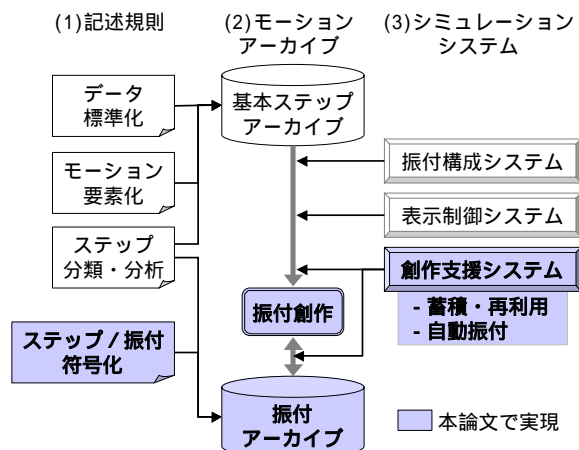 (1)記述規則
(2)モーション
アーカイブ
(3)シミュレーション
システム
データ
標準化
モーション
要素化
ステップ
分類・分析
ステップ / 振付
符号化
基本ステップ
アーカイブ
振付創作
振付
アーカイブ
振付構成システム
表示制御システム
創作支援システム
- 蓄積・再利用
- 自動振付
本論文で実現